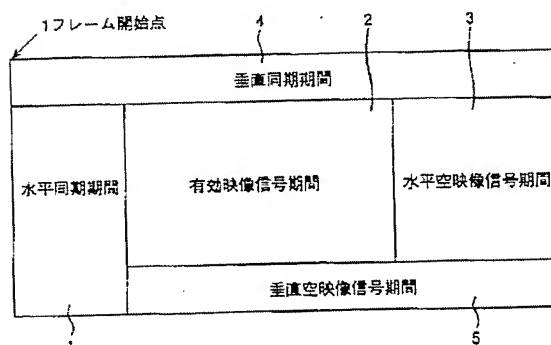 1フレーム開始点
4
2
3
垂直同期期間
水平同期期間
有効映像信号期間
水平空映像信号期間
垂直空映像信号期間
5